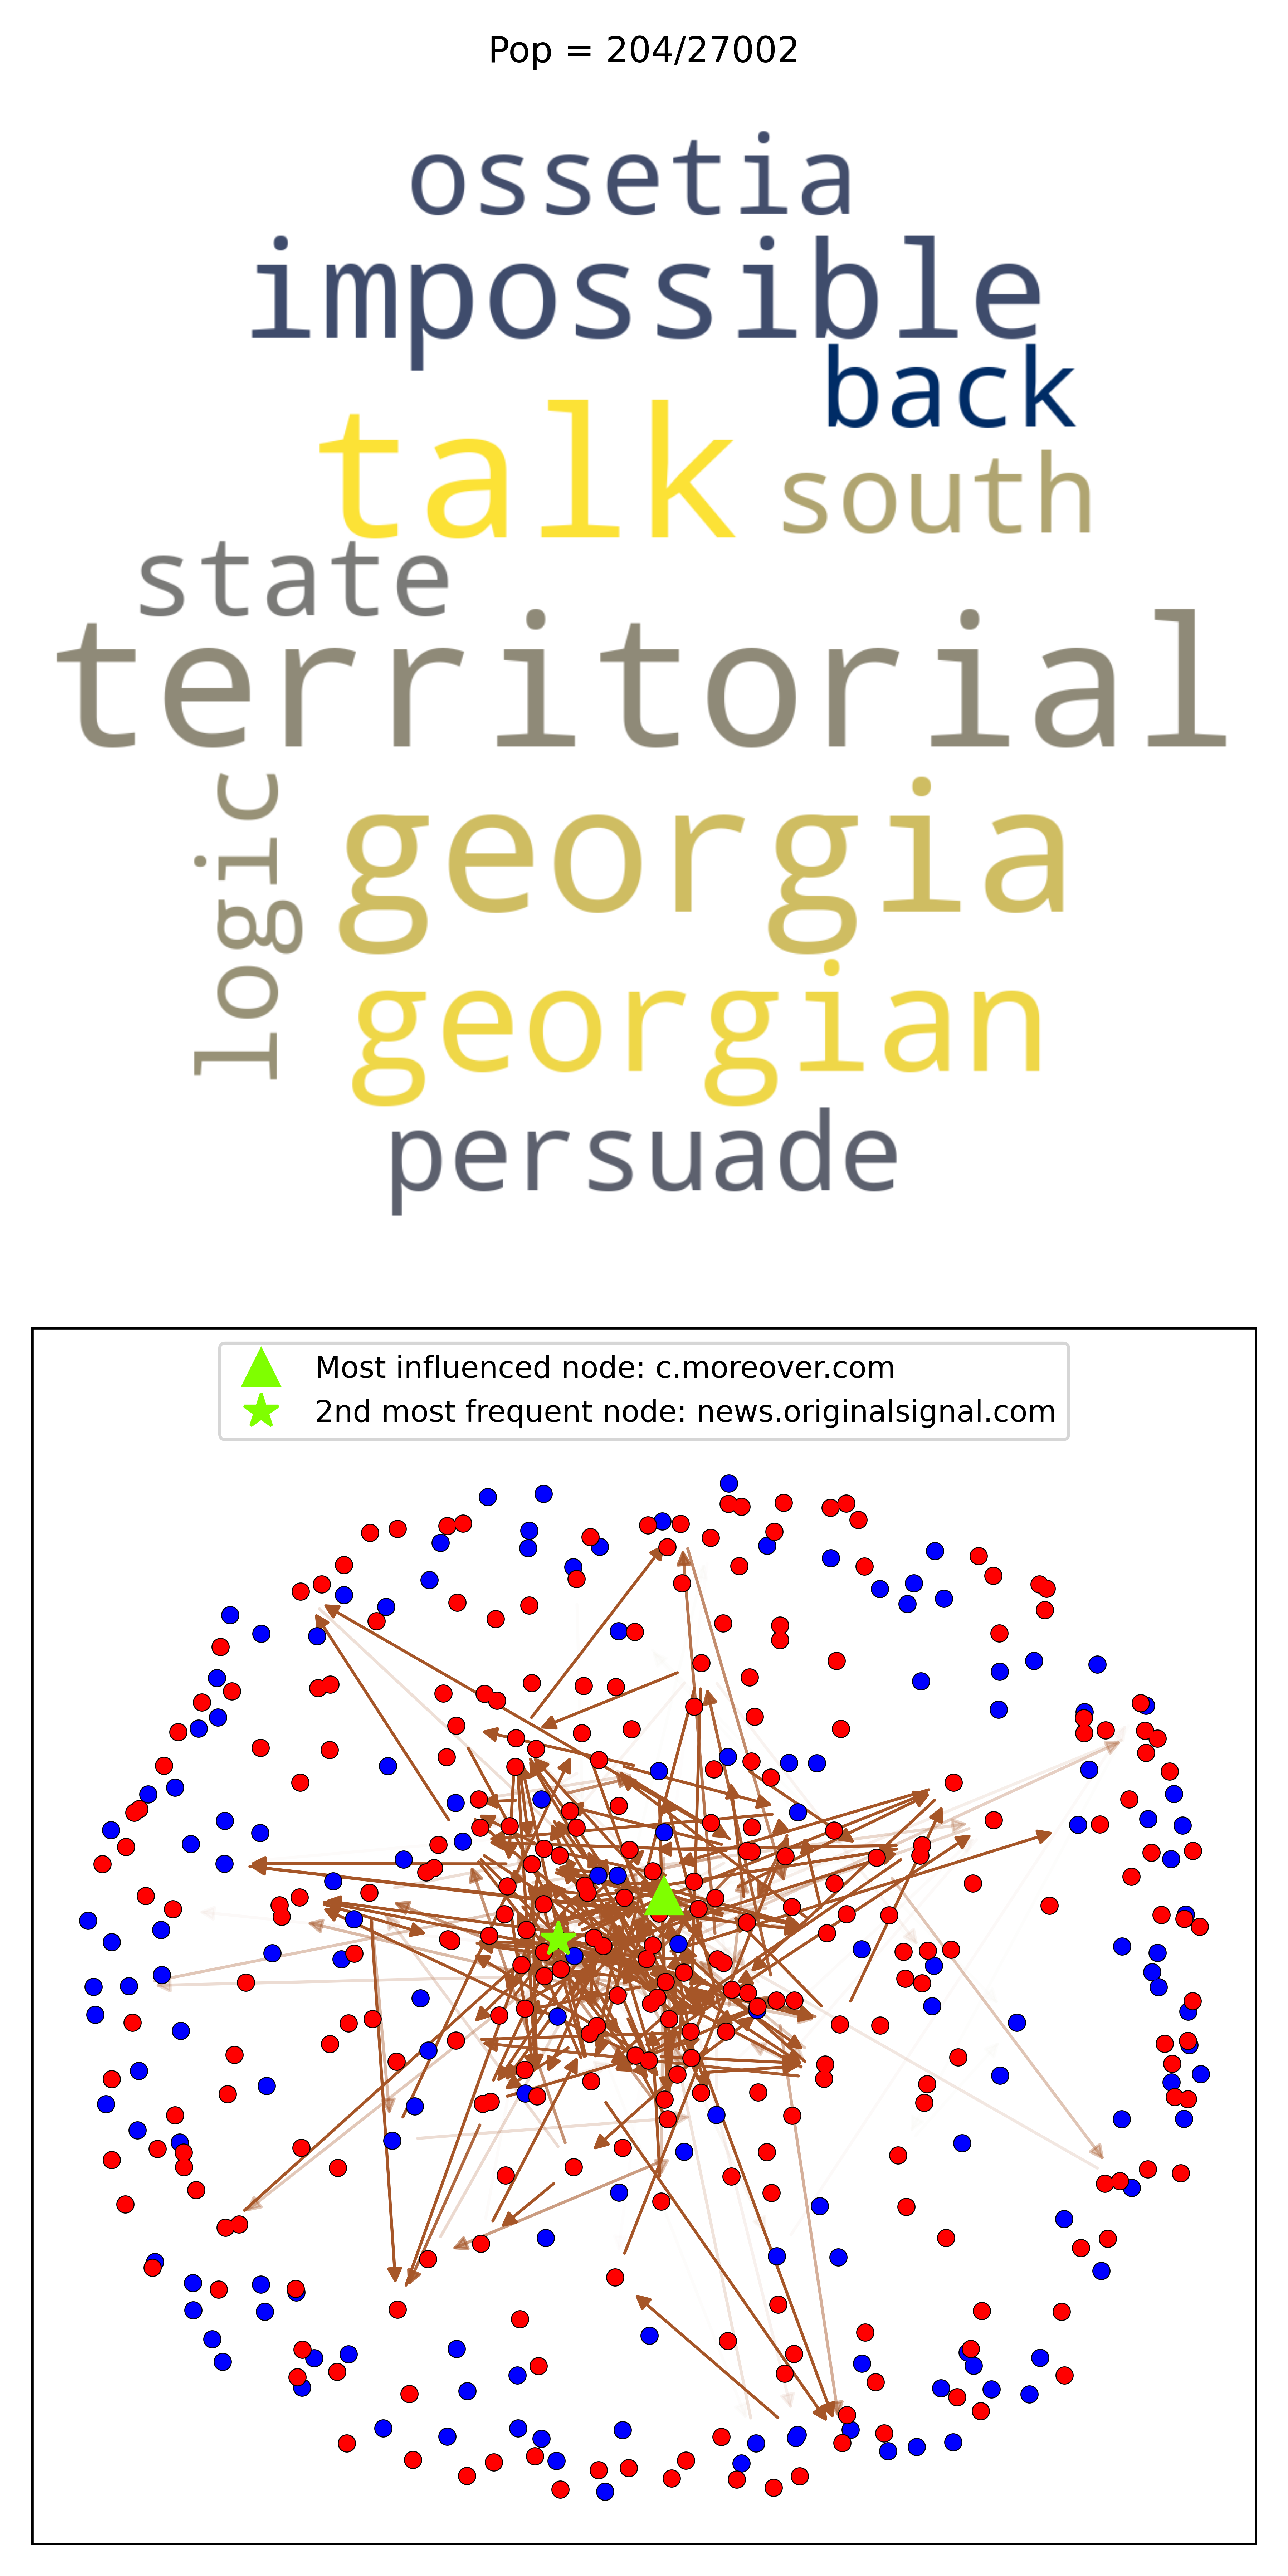 Pop = 204/27002
ossetia
impossible
back
talk
south
state
territorial
logic
georgia
georgian
persuade
Most influenced node: c.moreover.com
2nd most frequent node: news.originalsignal.com